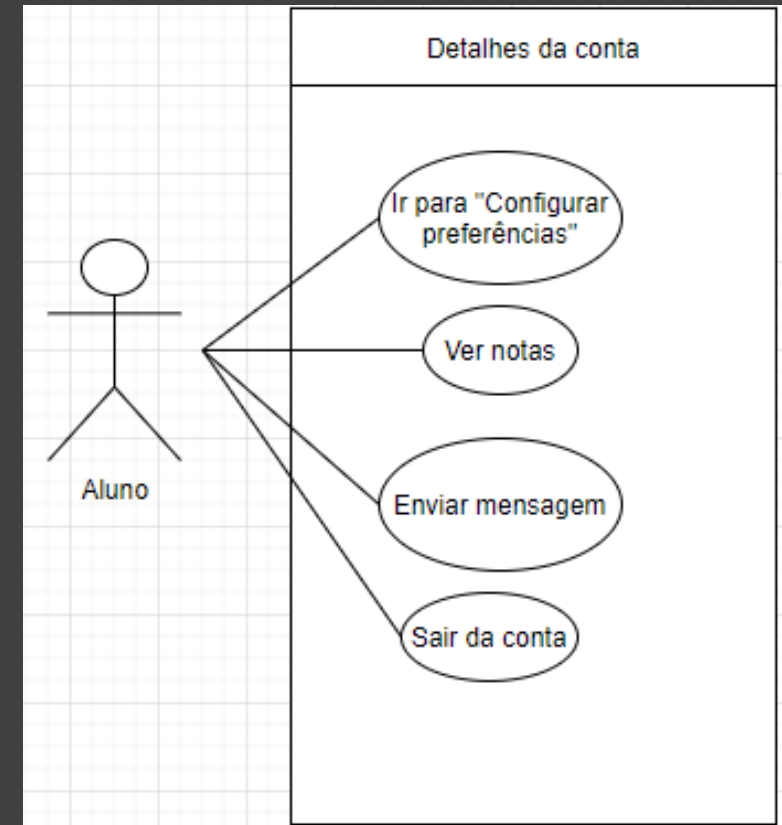 Detalhes da conta
Ir para "Configurar
preferências"
Ver notas
Enviar mensagem
Sair da conta
Aluno